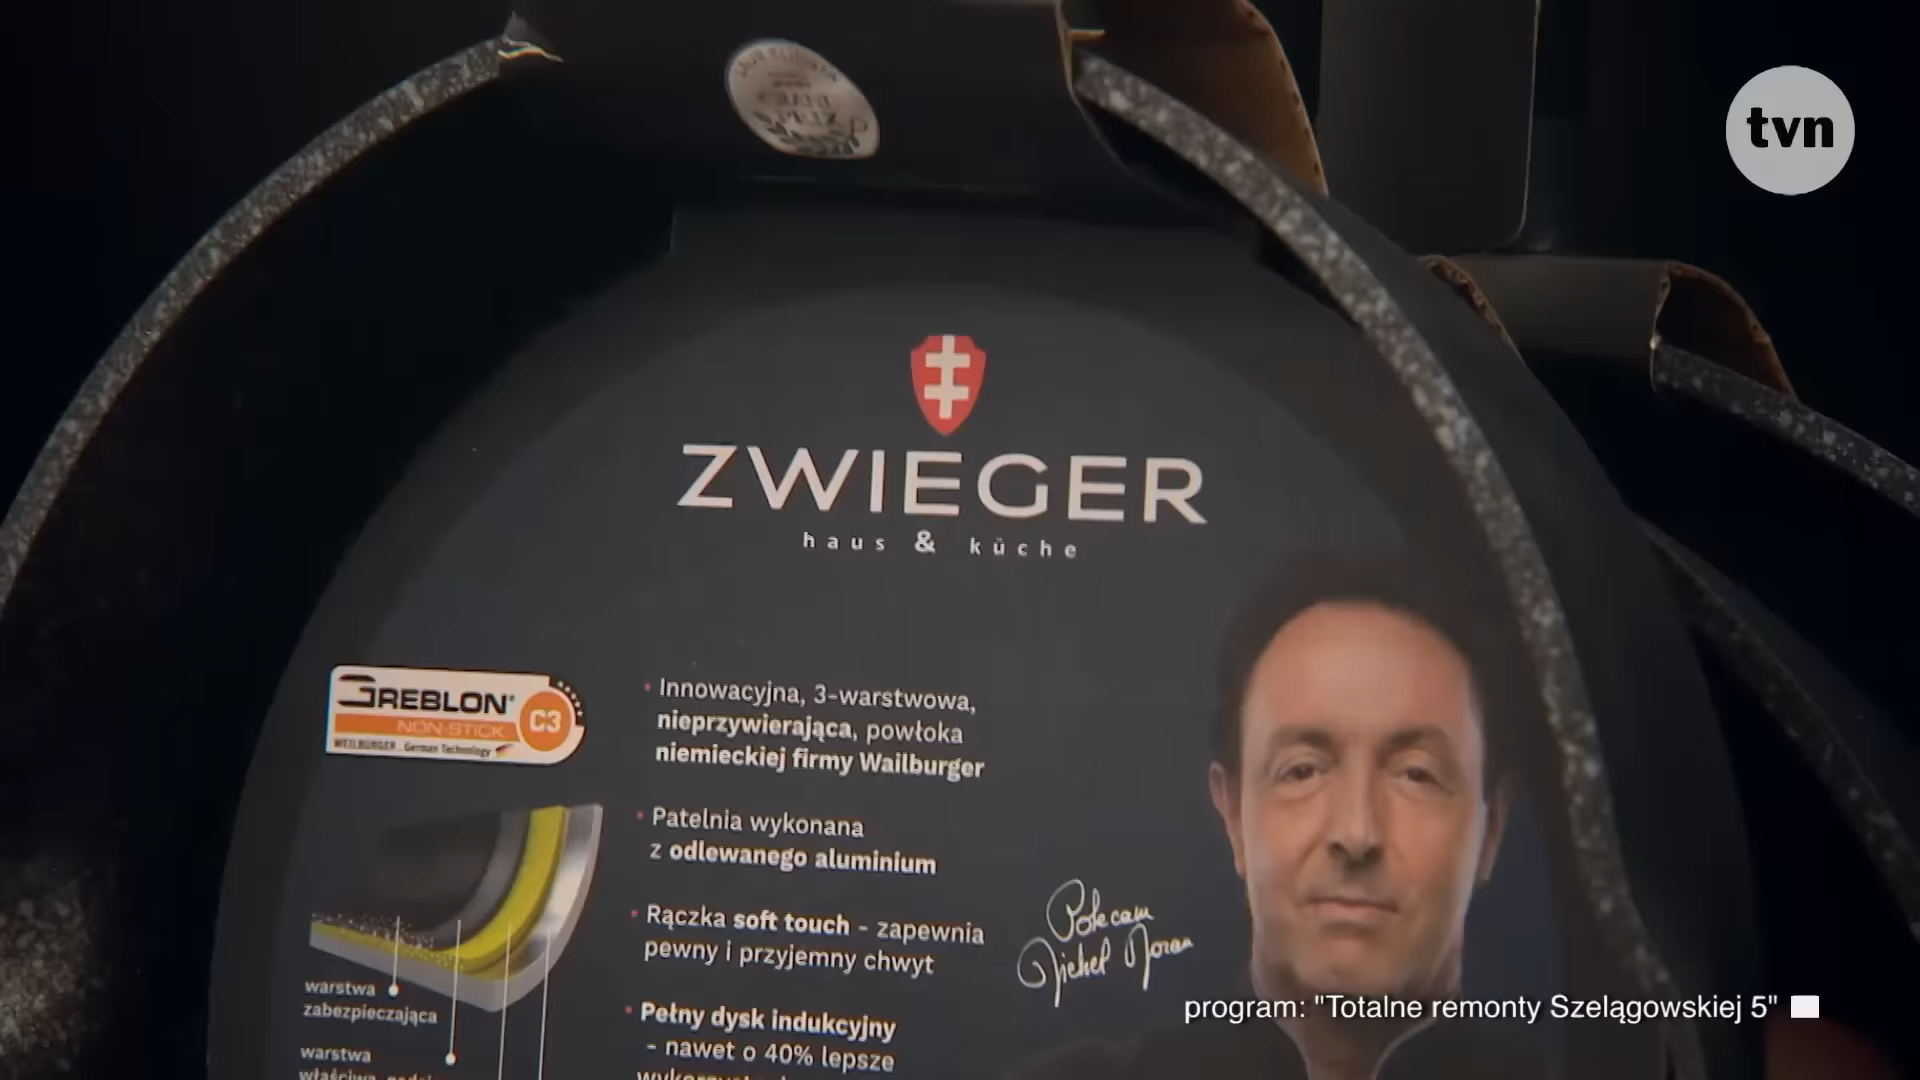 tvn
ZWIEGER
haus & küche
GREBLON®
C3
NON-STICK
WEILBURGER . German Technology
• Innowacyjna, 3-warstwowa,
nieprzywierająca, powłoka
niemieckiej firmy Wailburger
• Patelnia wykonana
z odlewanego aluminium
• Rączka soft touch - zapewnia
pewny i przyjemny chwyt
• Pełny dysk indukcyjny
- nawet o 40% lepsze
Polecam
Michel Moran
warstwa
zabezpieczająca
warstwa
program: "Totalne remonty Szelągowskiej 5"